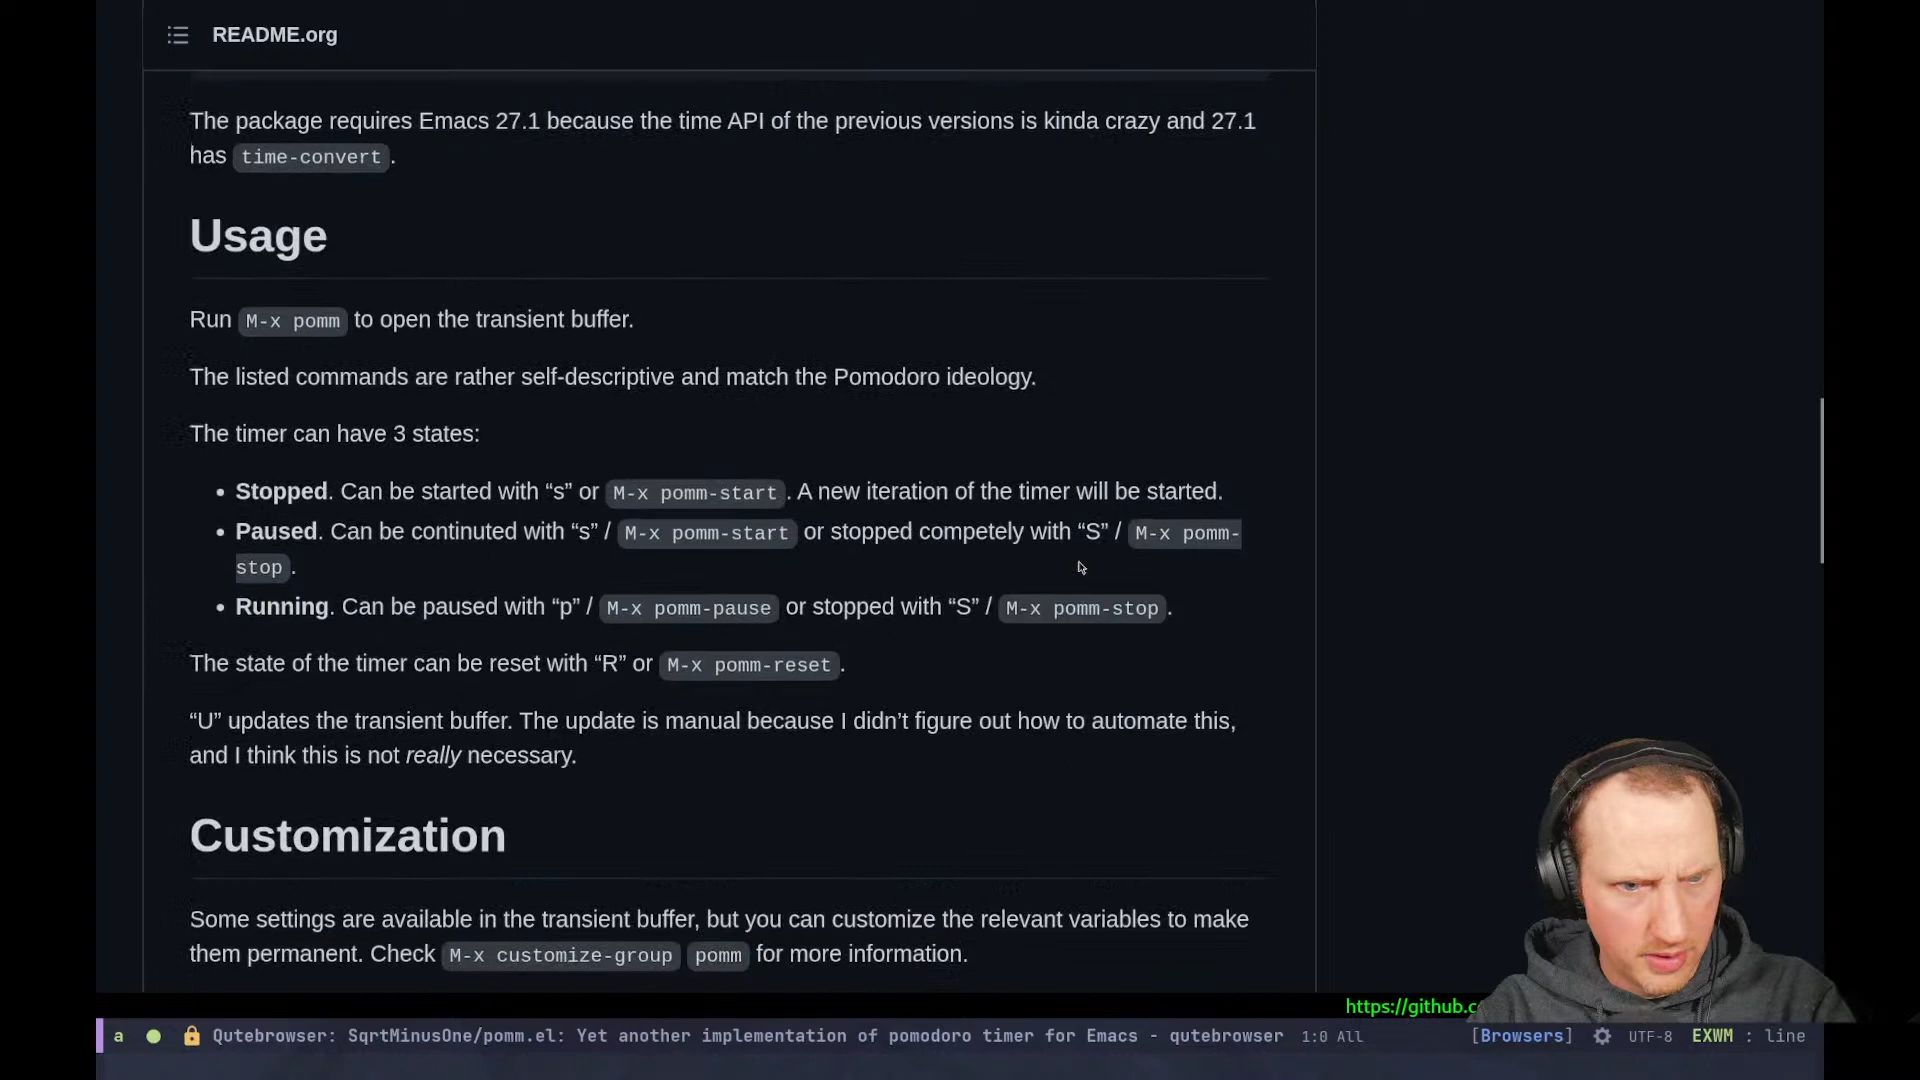 README.org
The package requires Emacs 27.1 because the time API of the previous versions is kinda crazy and 27.1
has time-convert.
Usage
Run M-x pomm to open the transient buffer.
The listed commands are rather self-descriptive and match the Pomodoro ideology.
The timer can have 3 states:
• Stopped. Can be started with “s” or M-x pomm-start. A new iteration of the timer will be started.
• Paused. Can be continuted with “s” / M-x pomm-start or stopped competely with “S” / M-x pomm-
stop.
• Running. Can be paused with “p” / M-x pomm-pause or stopped with “S” / M-x pomm-stop.
The state of the timer can be reset with “R” or M-x pomm-reset.
“U” updates the transient buffer. The update is manual because I didn’t figure out how to automate this,
and I think this is not really necessary.
Customization
Some settings are available in the transient buffer, but you can customize the relevant variables to make
them permanent. Check M-x customize-group pomm for more information.
https://github.c
a Qutebrowser: SqrtMinusOne/pomm.el: Yet another implementation of pomodoro timer for Emacs - qutebrowser 1:0 All [Browsers] UTF-8 EXWM : line